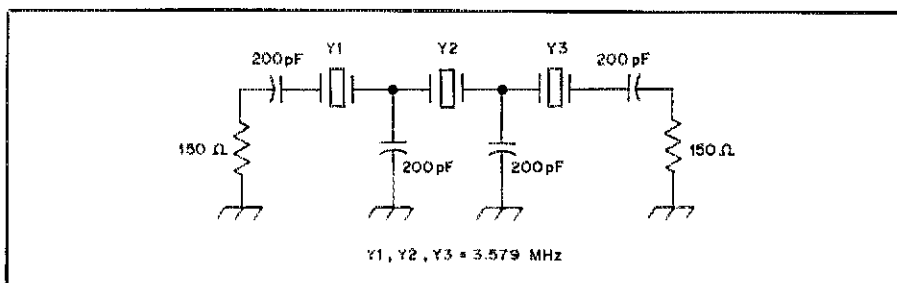 200pF
Y1
Y2
Y3
200pF
150 Ω
200pF
200pF
150 Ω
Y1, Y2, Y3 = 3.579 MHz